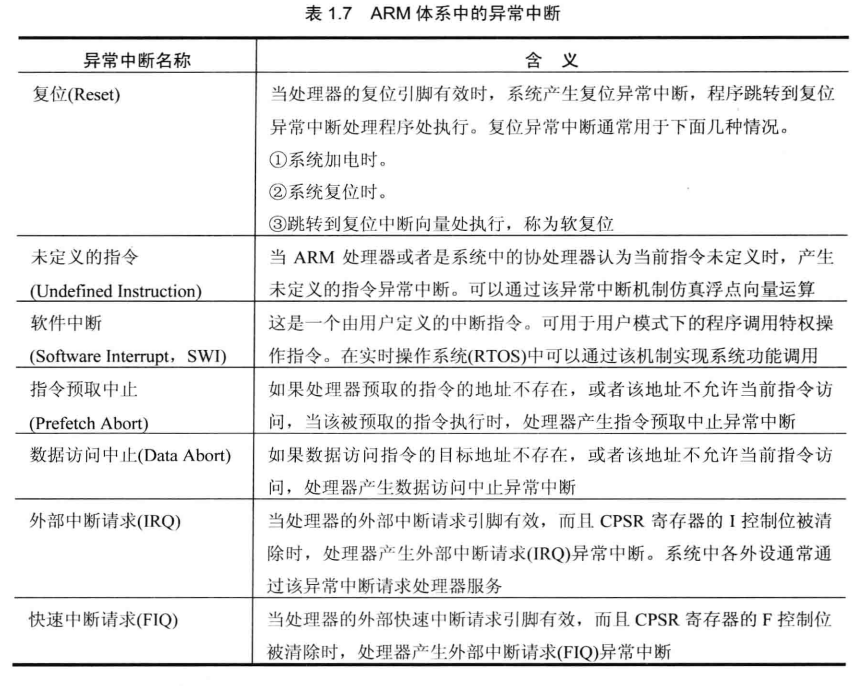 表 1.7 ARM 体系中的异常中断
异常中断名称 含 义
复位(Reset) 当处理器的复位引脚有效时，系统产生复位异常中断，程序跳转到复位
异常中断处理程序处执行。复位异常中断通常用于下面几种情况。
①系统加电时。
②系统复位时。
③跳转到复位中断向量处执行，称为软复位
未定义的指令 当 ARM 处理器或者是系统中的协处理器认为当前指令未定义时，产生
(Undefined Instruction) 未定义的指令异常中断。可以通过该异常中断机制仿真浮点向量运算
软件中断 这是一个由用户定义的中断指令。可用于用户模式下的程序调用特权操
(Software Interrupt，SWI) 作指令。在实时操作系统(RTOS)中可以通过该机制实现系统功能调用
指令预取中止 如果处理器预取的指令的地址不存在，或者该地址不允许当前指令访
(Prefetch Abort) 问，当该被预取的指令执行时，处理器产生指令预取中止异常中断
数据访问中止(Data Abort) 如果数据访问指令的目标地址不存在，或者该地址不允许当前指令访
问，处理器产生数据访问中止异常中断
外部中断请求(IRQ) 当处理器的外部中断请求引脚有效，而且 CPSR 寄存器的 I 控制位被清
除时，处理器产生外部中断请求(IRQ)异常中断。系统中各外设通常通
过该异常中断请求处理器服务
快速中断请求(FIQ) 当处理器的外部快速中断请求引脚有效，而且 CPSR 寄存器的 F 控制位
被清除时，处理器产生外部中断请求(FIQ)异常中断